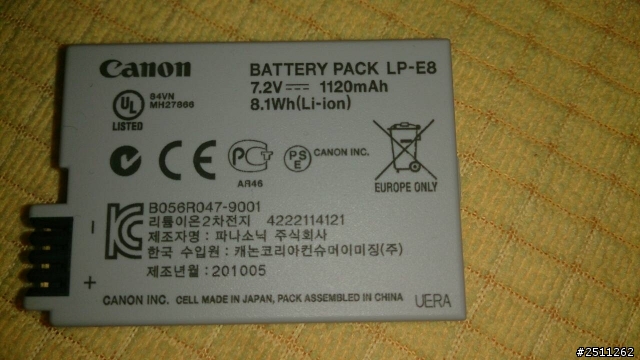 Canon
BATTERY PACK LP-E8
7.2V 1120mAh
8.1Wh(Li-ion)
UL
LISTED
84VN
MH27866
CE
PCT
AR46
PS
E
CANON INC.
EUROPE ONLY
B056R047-9001
리튬이온2차전지 4222114121
제조자명 : 파나소닉 주식회사
한국 수입원 : 캐논코리아컨슈머이미징(주)
제조년월 : 201005
- +
CANON INC. CELL MADE IN JAPAN, PACK ASSEMBLED IN CHINA
UERA
#2511262